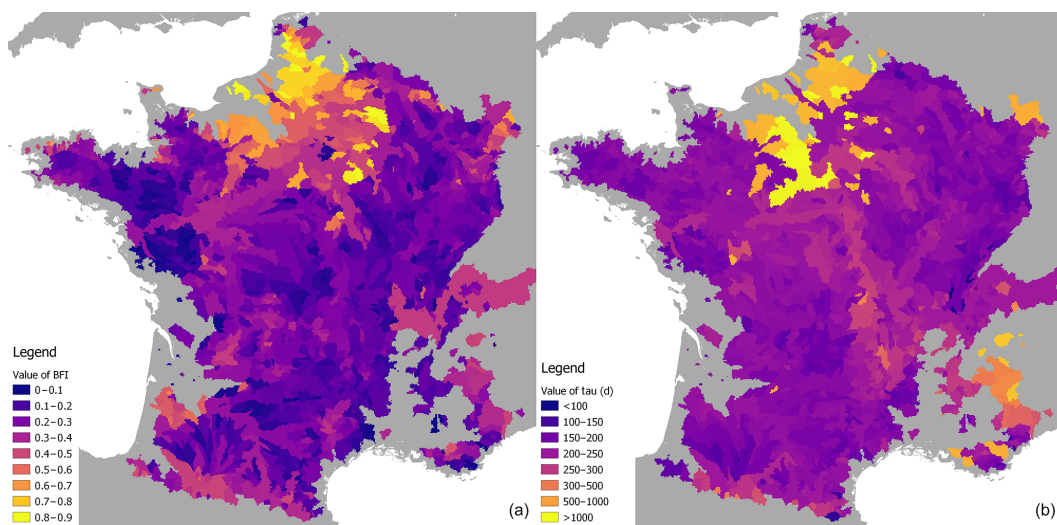 Legend
Value of BFI
0–0.1
0.1–0.2
0.2–0.3
0.3–0.4
0.4–0.5
0.5–0.6
0.6–0.7
0.7–0.8
0.8–0.9
(a)
Legend
Value of tau (d)
<100
100–150
150–200
200–250
250–300
300–500
500–1000
>1000
(b)